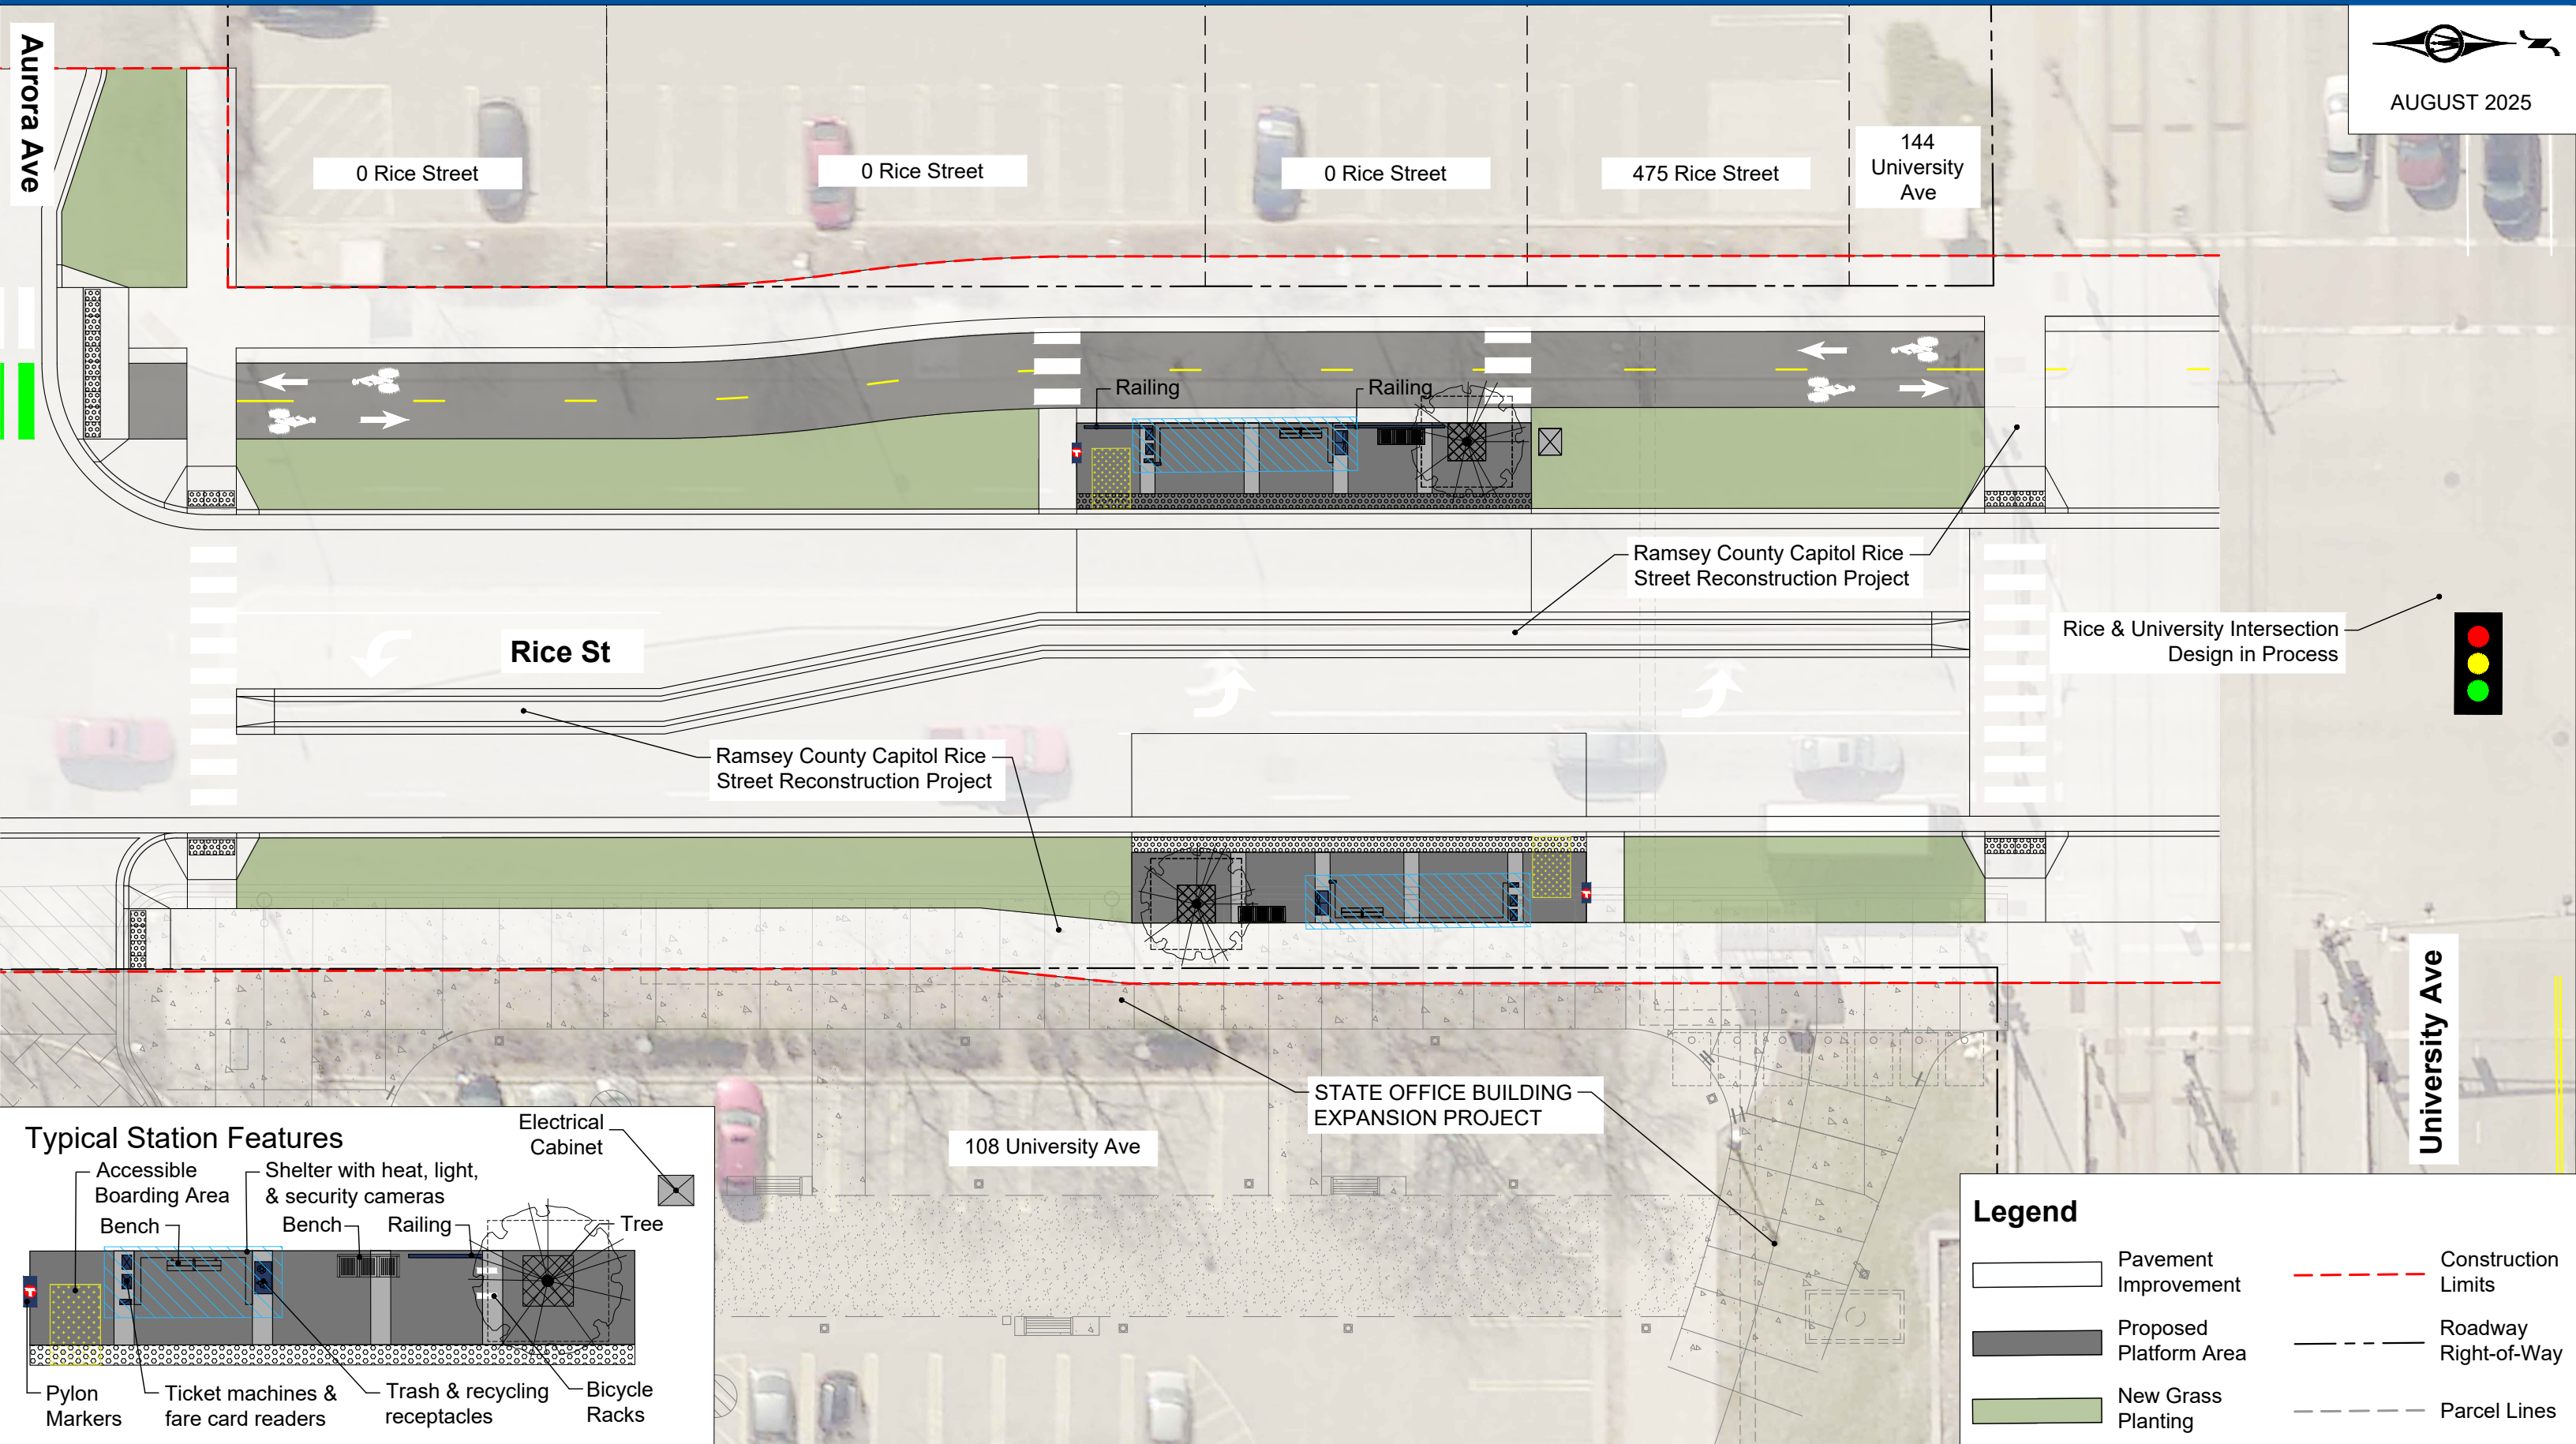 Aurora Ave
AUGUST 2025
0 Rice Street
0 Rice Street
0 Rice Street
475 Rice Street
144
University
Ave
Railing
Railing
Ramsey County Capitol Rice
Street Reconstruction Project
Rice St
Rice & University Intersection
Design in Process
Ramsey County Capitol Rice
Street Reconstruction Project
University Ave
STATE OFFICE BUILDING
EXPANSION PROJECT
108 University Ave
Typical Station Features
Electrical
Cabinet
Accessible
Boarding Area
Shelter with heat, light,
& security cameras
Bench
Bench
Railing
Tree
Pylon
Markers
Ticket machines &
fare card readers
Trash & recycling
receptacles
Bicycle
Racks
Legend
Pavement
Improvement
Construction
Limits
Proposed
Platform Area
Roadway
Right-of-Way
New Grass
Planting
Parcel Lines